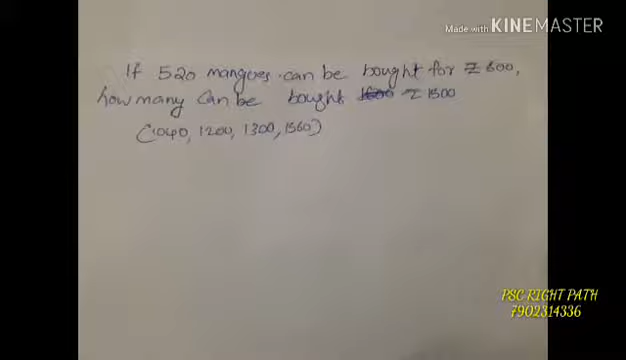 Made with KINEMASTER
If 520 mangoes can be bought for ₹ 600,
how many can be bought ₹ 1500
(1040, 1200, 1300, 1560)
PSC RIGHT PATH
7902314336